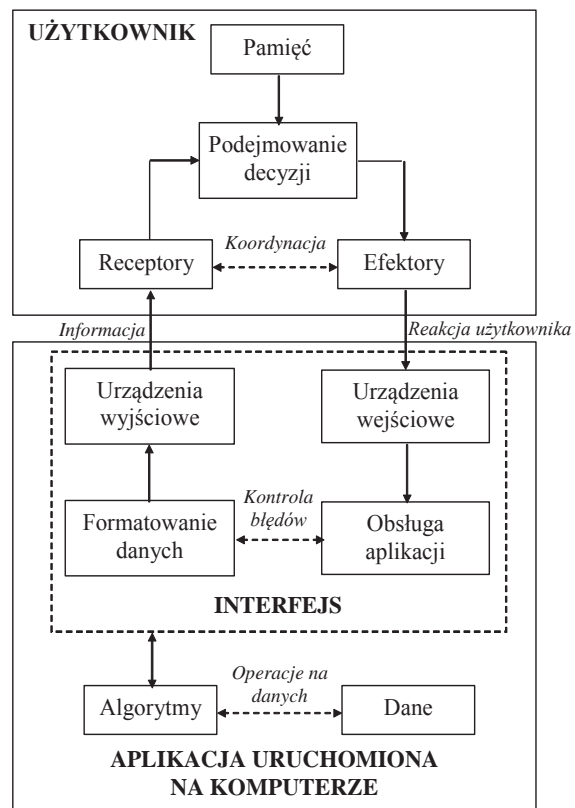 UŻYTKOWNIK
Pamięć
Podejmowanie
decyzji
Koordynacja
Receptory
Efektory
Informacja
Reakcja użytkownika
Urządzenia
wyjściowe
Urządzenia
wejściowe
Kontrola
błędów
Formatowanie
danych
Obsługa
aplikacji
INTERFEJS
Operacje na
danych
Algorytmy
Dane
APLIKACJA URUCHOMIONA
NA KOMPUTERZE